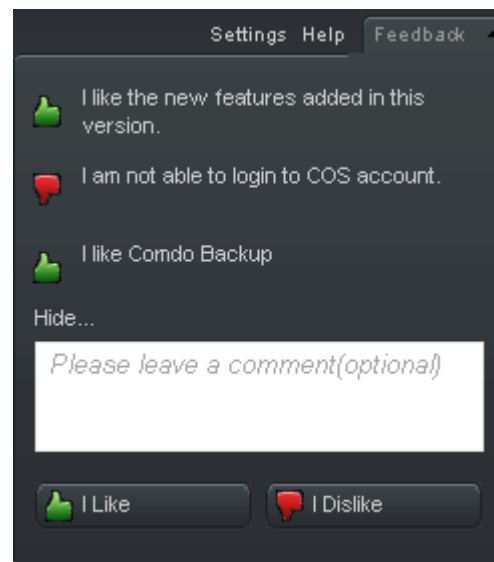 Settings Help Feedback
I like the new features added in this
version.
I am not able to login to COS account.
I like Comdo Backup
Hide...
Please leave a comment(optional)
I Like I Dislike